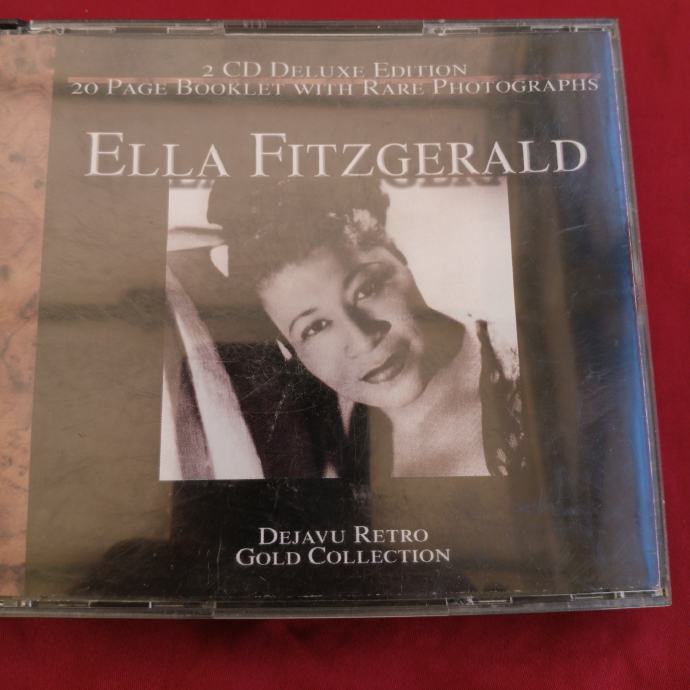 2 CD DELUXE EDITION
20 PAGE BOOKLET WITH RARE PHOTOGRAPHS
ELLA FITZGERALD
DEJAVU RETRO
GOLD COLLECTION